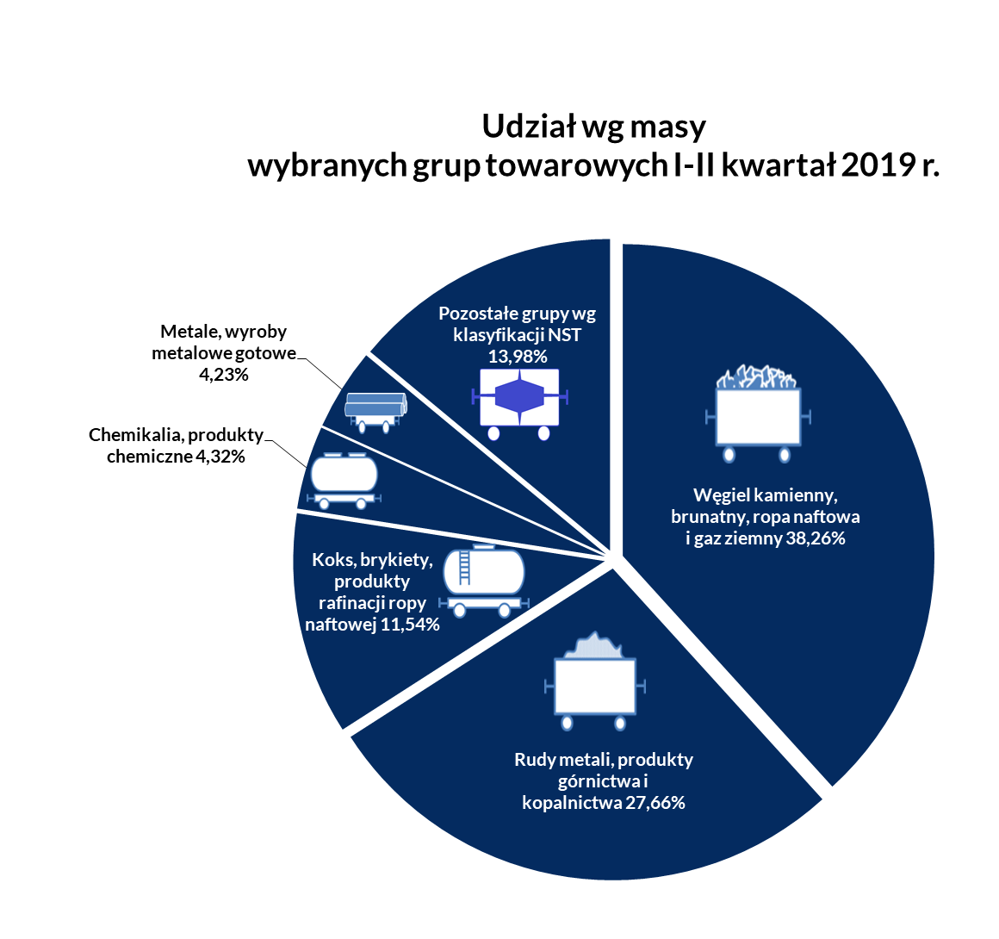 Udział wg masy
wybranych grup towarowych I-II kwartał 2019 r.
Pozostałe grupy wg
klasyfikacji NST
13,98%
Metale, wyroby
metalowe gotowe
4,23%
Chemikalia, produkty
chemiczne 4,32%
Węgiel kamienny,
brunatny, ropa naftowa
i gaz ziemny 38,26%
Koks, brykiety,
produkty
rafinacji ropy
naftowej 11,54%
Rudy metali, produkty
górnictwa i
kopalnictwa 27,66%